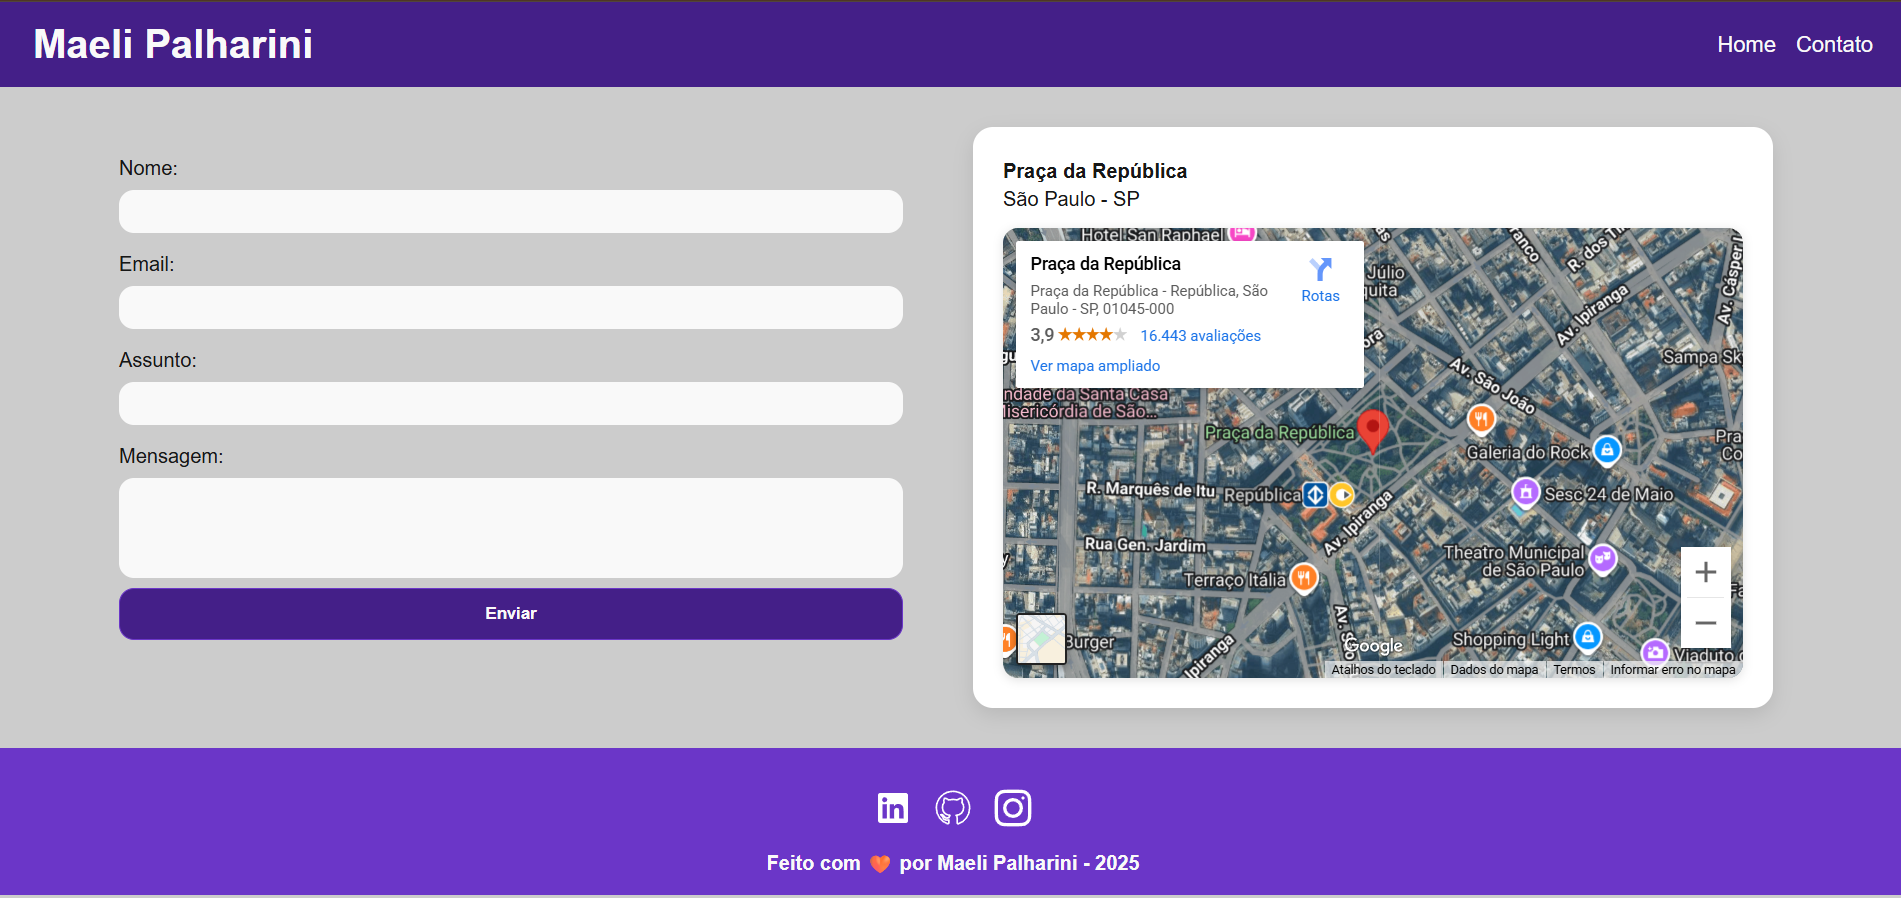 Maeli Palharini
Home Contato
Nome:
Email:
Assunto:
Mensagem:
Enviar
Praça da República
São Paulo - SP
Hotel San Raphael
Praça da República
Praça da República - República, São
Paulo - SP, 01045-000
3,9 16.443 avaliações
Ver mapa ampliado
Rotas
Júlio
R. dos
Av. Ipiranga
Av. São João
Av. Cásper
Sampa Sk
ndade da Santa Casa
Misericórdia de São...
Praça da República
Galeria do Rock
Pra
Co
R. Marquês de Itu
República
Av. Ipiranga
Sesc 24 de Maio
Rua Gen. Jardim
Theatro Municipal
de São Paulo
Terraço Itália
Burger
Ipiranga
Shopping Light
Viaduto
Google
Atalhos do teclado
Dados do mapa
Termos
Informar erro no mapa
in
Feito com 🧡 por Maeli Palharini - 2025